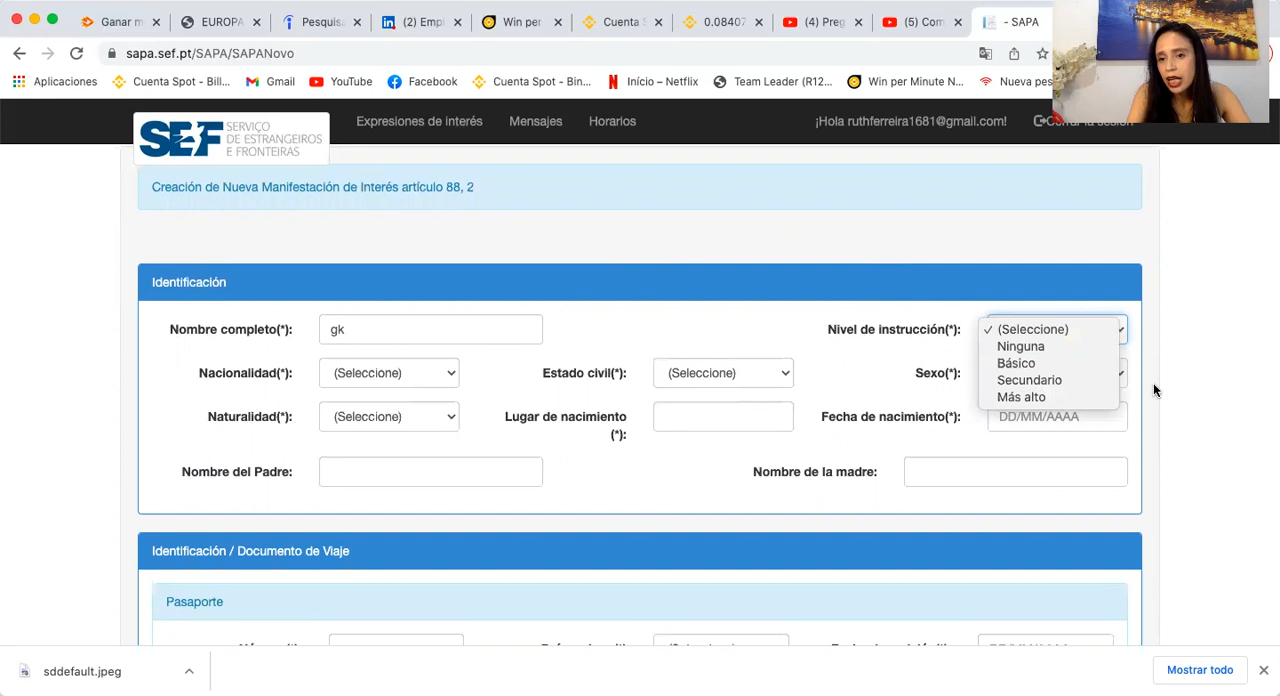 Ganar m
EUROPA
Pesquisa
(2) Empl
Win per
Cuenta S
0.08407
(4) Preg
(5) Com
- SAPA
sapa.sef.pt/SAPA/SAPANovo
Aplicaciones
Cuenta Spot - Bill...
Gmail
YouTube
Facebook
Cuenta Spot - Bin...
Início – Netflix
Team Leader (R12...
Win per Minute N...
Nueva pes
SEF SERVIÇO
DE ESTRANGEIROS
E FRONTEIRAS
Expresiones de interés
Mensajes
Horarios
¡Hola ruthferreira1681@gmail.com!
Cerrar la sesión
Creación de Nueva Manifestación de Interés artículo 88, 2
Identificación
Nombre completo(*): gk
Nivel de instrucción(*):
✓ (Seleccione)
Ninguna
Básico
Secundario
Más alto
Nacionalidad(*): (Seleccione)
Estado civil(*): (Seleccione)
Sexo(*):
Naturalidad(*): (Seleccione)
Lugar de nacimiento
(*):
Fecha de nacimiento(*): DD/MM/AAAA
Nombre del Padre:
Nombre de la madre:
Identificación / Documento de Viaje
Pasaporte
sddefault.jpeg
Mostrar todo